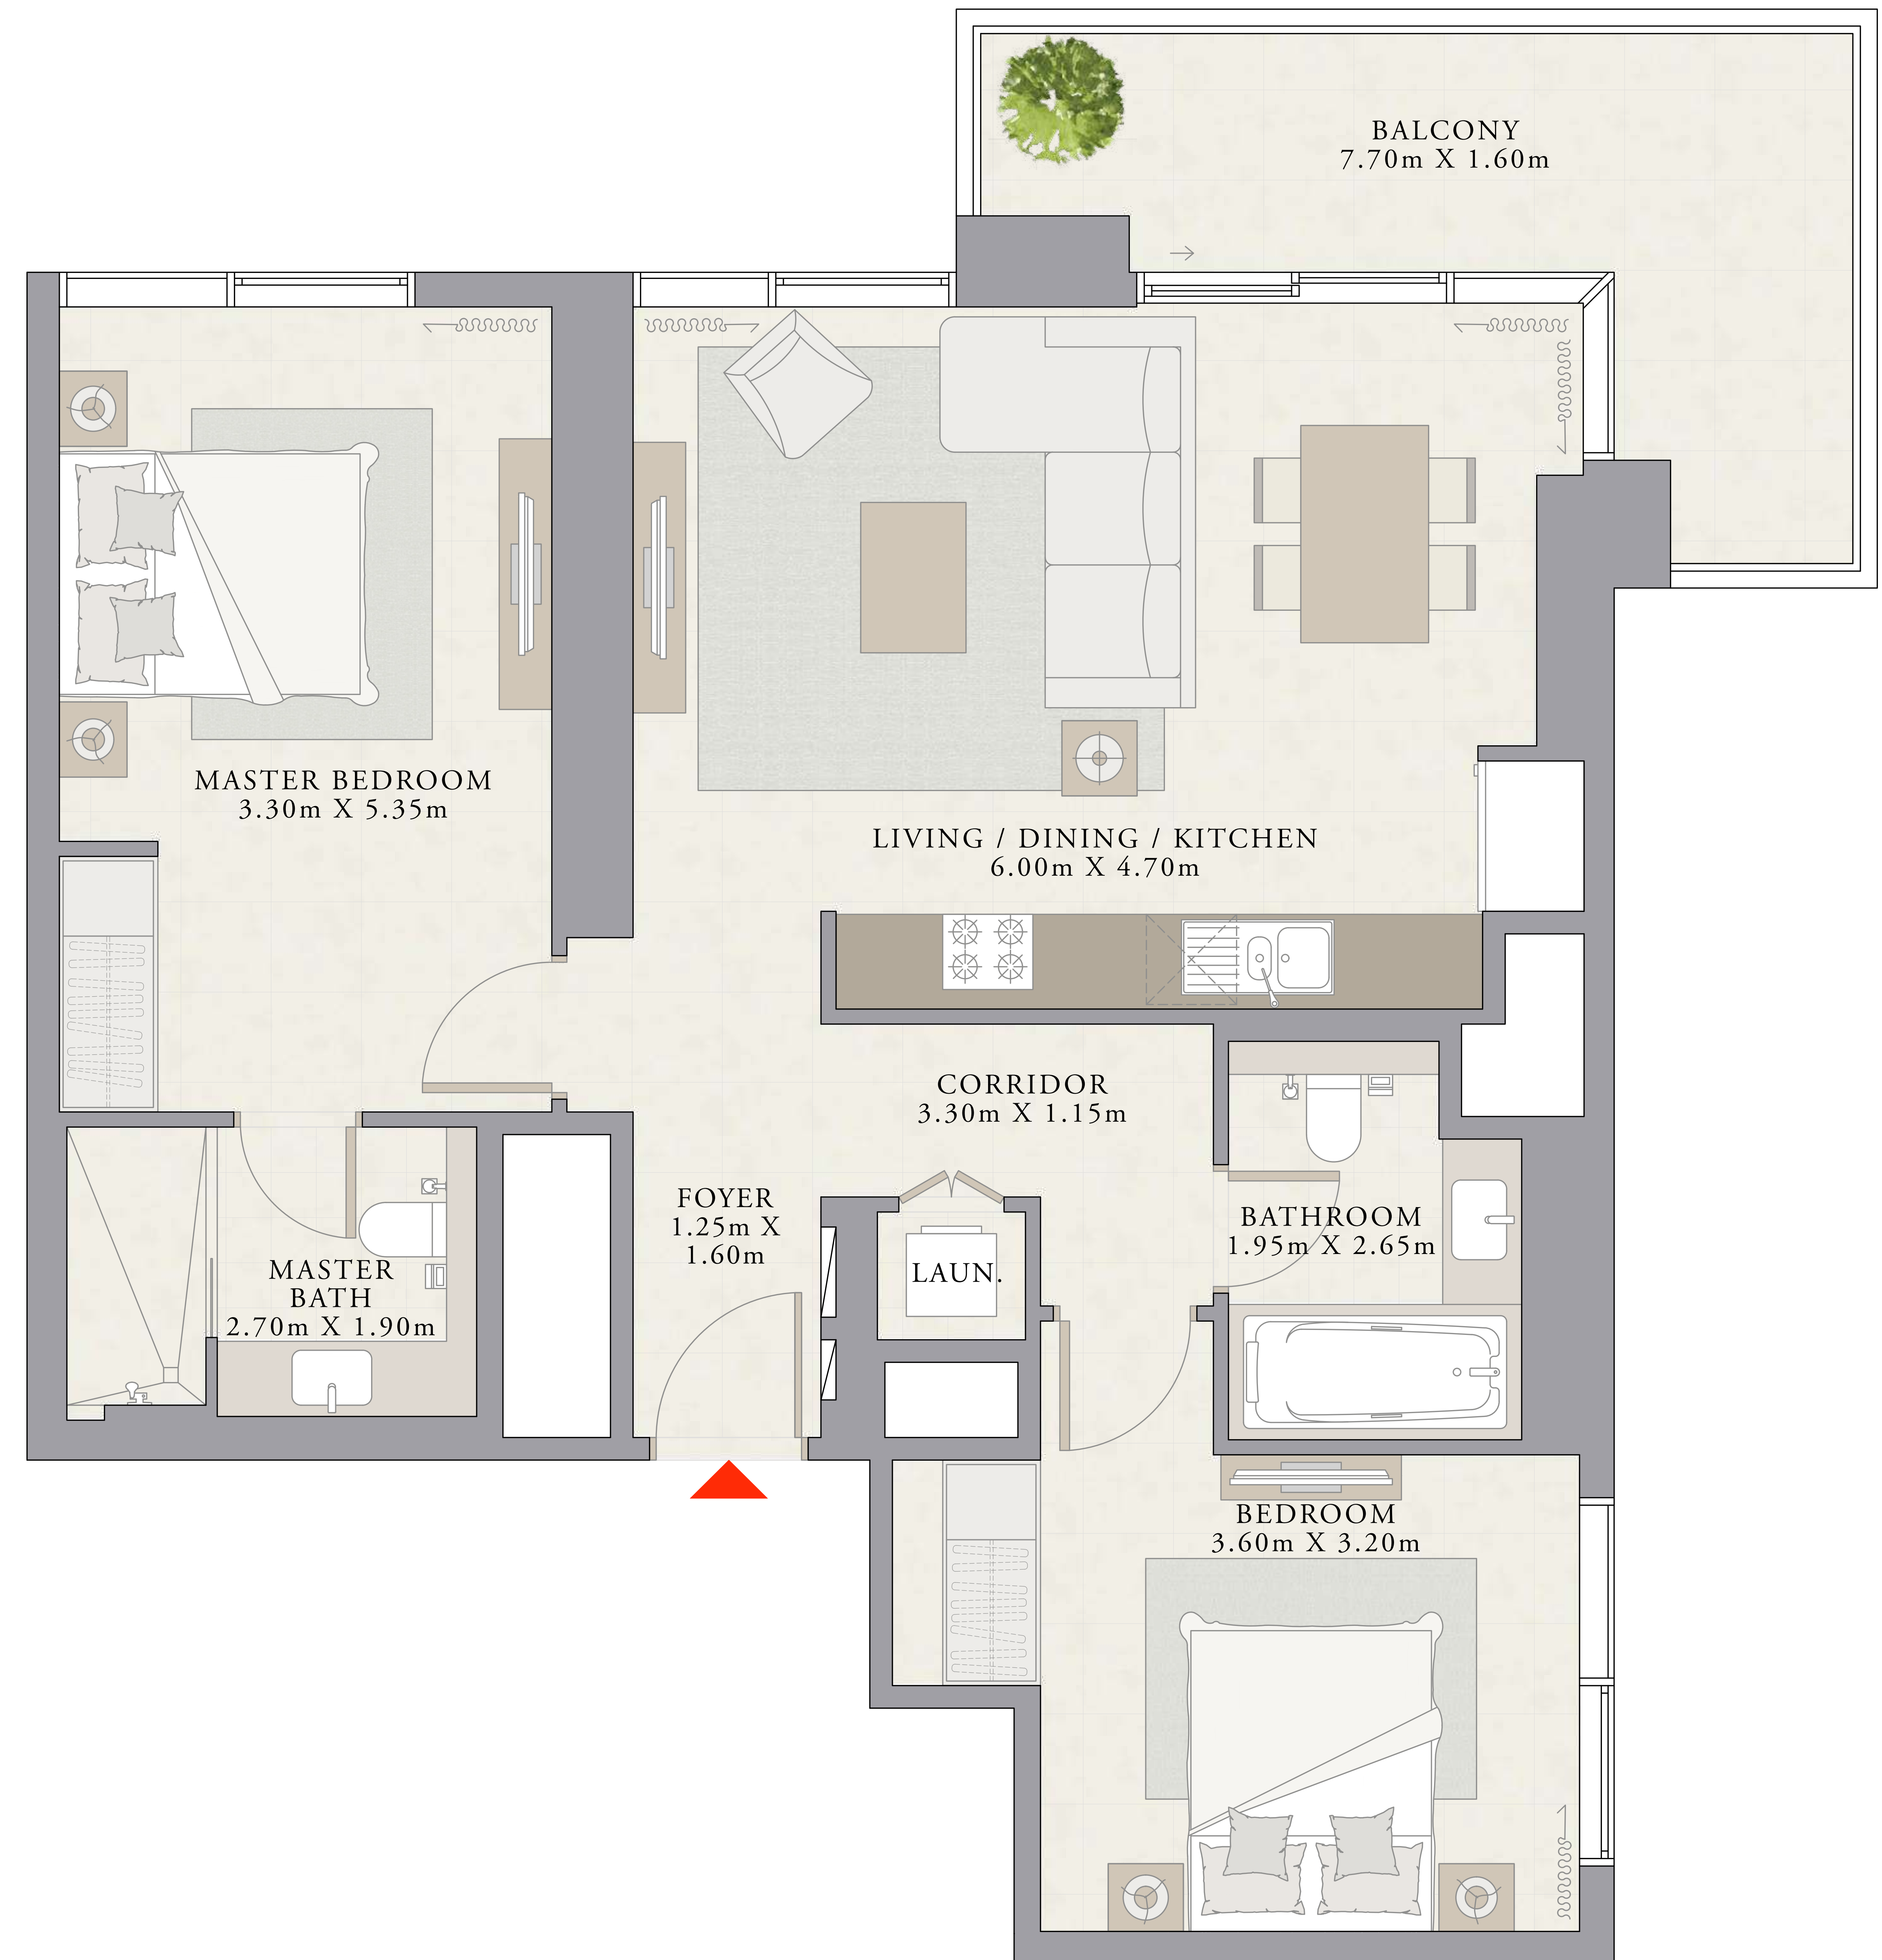 BALCONY
7.70m X 1.60m
MASTER BEDROOM
3.30m X 5.35m
LIVING / DINING / KITCHEN
6.00m X 4.70m
CORRIDOR
3.30m X 1.15m
FOYER
1.25m X
1.60m
BATHROOM
1.95m X 2.65m
LAUN.
MASTER
BATH
2.70m X 1.90m
BEDROOM
3.60m X 3.20m